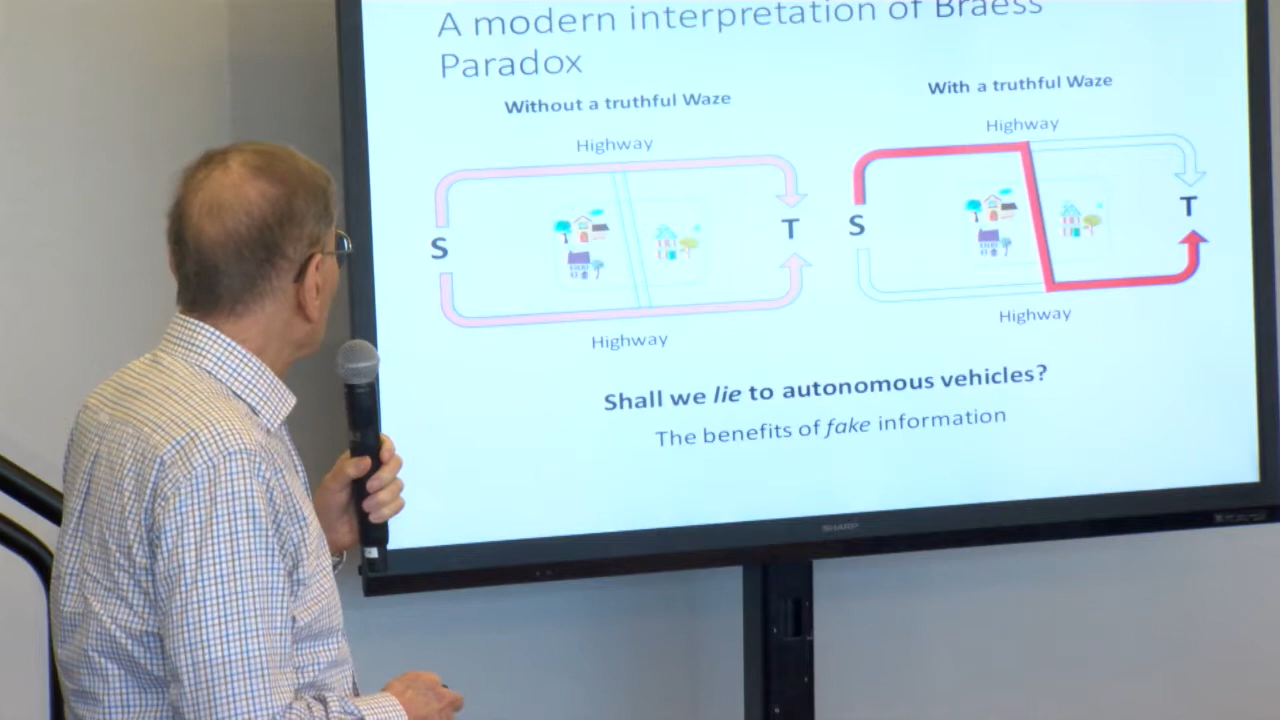 A modern interpretation of Braess
Paradox
Without a truthful Waze
With a truthful Waze
Highway
Highway
S
T
S
T
Highway
Highway
Shall we lie to autonomous vehicles?
The benefits of fake information
SHARP